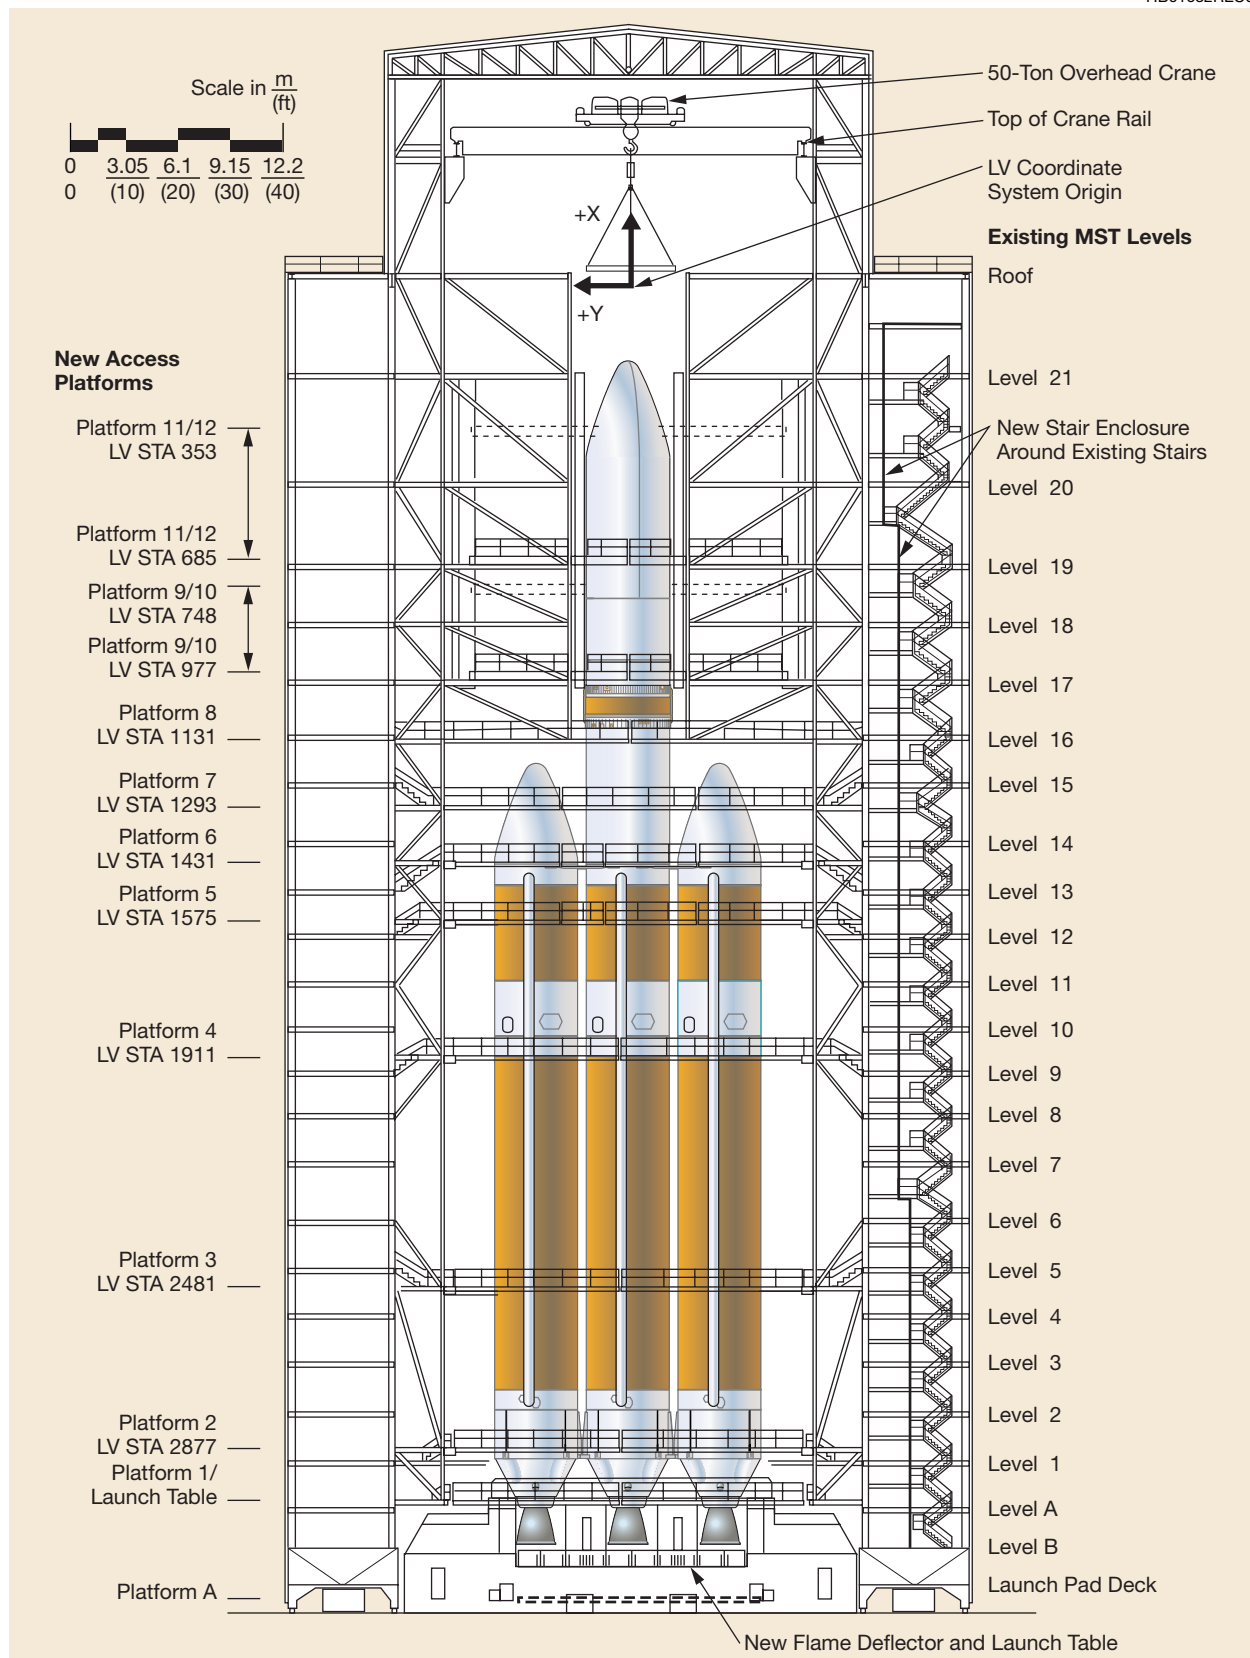 Scale in m
(ft)
0 3.05 6.1 9.15 12.2
0 (10) (20) (30) (40)
50-Ton Overhead Crane
Top of Crane Rail
LV Coordinate
System Origin
+X
+Y
Existing MST Levels
Roof
Level 21
New Stair Enclosure
Around Existing Stairs
Level 20
Level 19
Level 18
Level 17
Level 16
Level 15
Level 14
Level 13
Level 12
Level 11
Level 10
Level 9
Level 8
Level 7
Level 6
Level 5
Level 4
Level 3
Level 2
Level 1
Level A
Level B
Launch Pad Deck
New Access
Platforms
Platform 11/12
LV STA 353
Platform 11/12
LV STA 685
Platform 9/10
LV STA 748
Platform 9/10
LV STA 977
Platform 8
LV STA 1131
Platform 7
LV STA 1293
Platform 6
LV STA 1431
Platform 5
LV STA 1575
Platform 4
LV STA 1911
Platform 3
LV STA 2481
Platform 2
LV STA 2877
Platform 1/
Launch Table
Platform A
New Flame Deflector and Launch Table